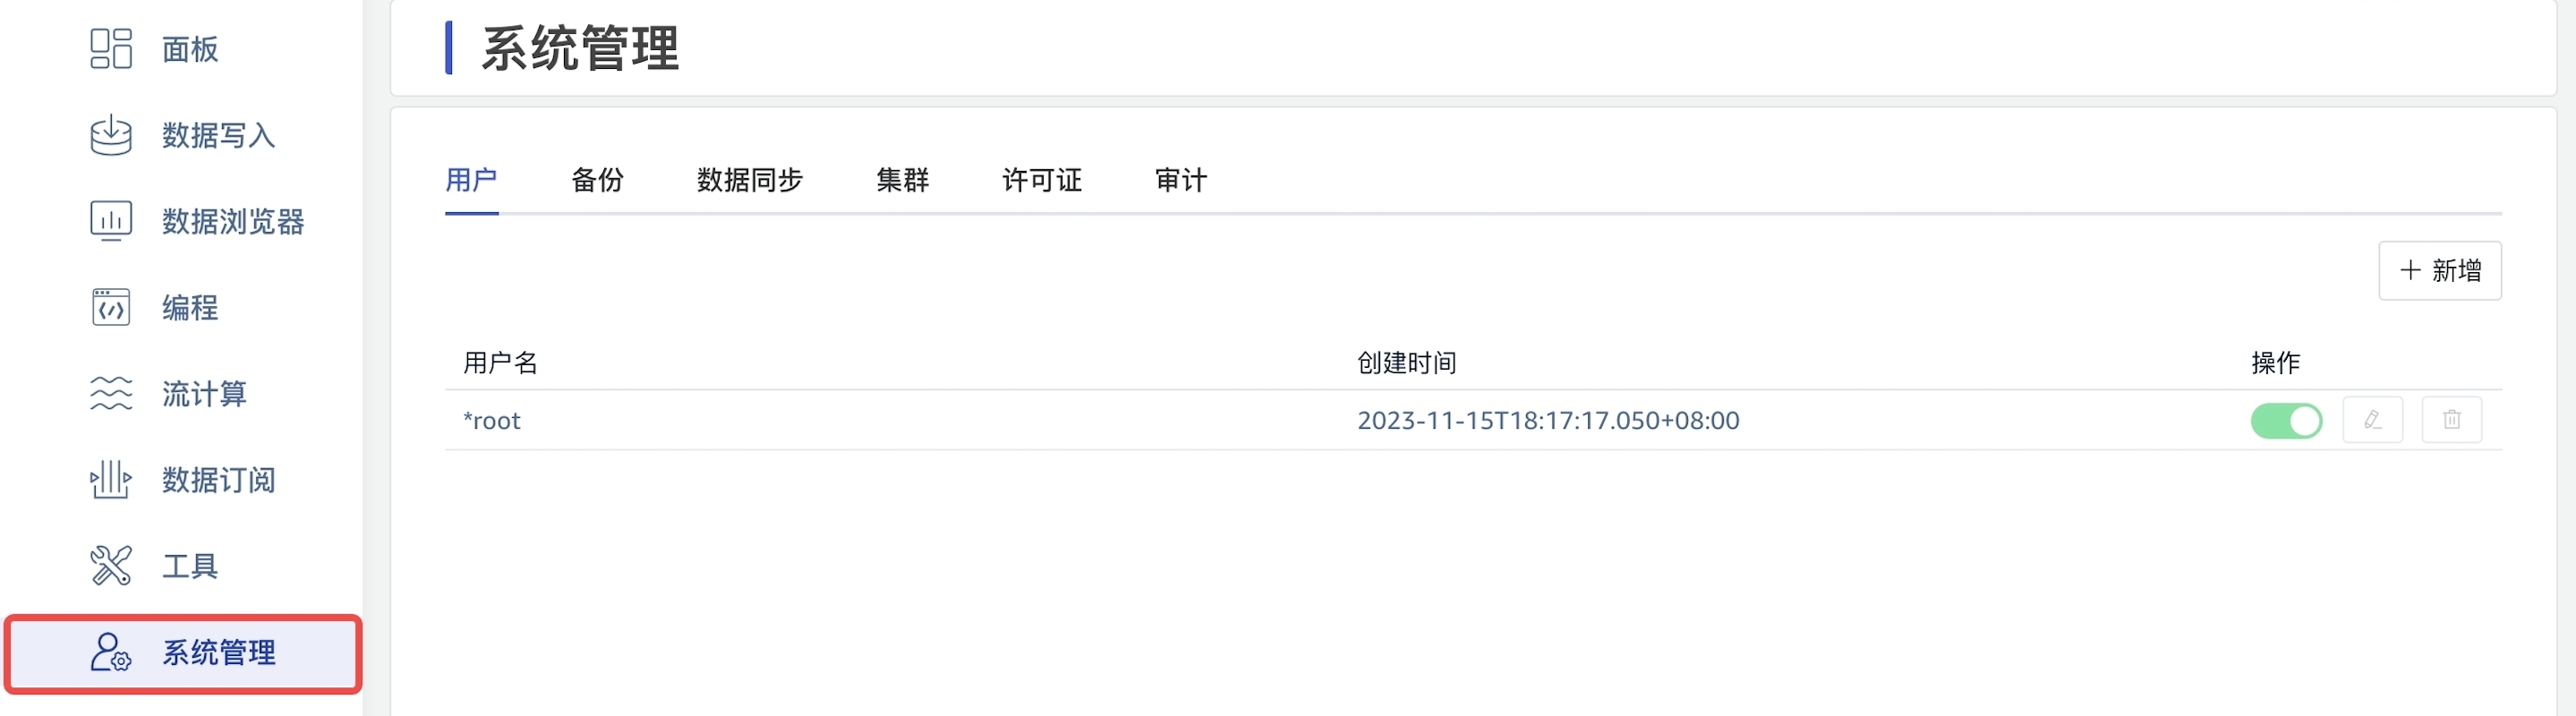 面板
数据写入
数据浏览器
编程
流计算
数据订阅
工具
系统管理
系统管理
用户 备份 数据同步 集群 许可证 审计
+ 新增
用户名 创建时间 操作
*root 2023-11-15T18:17:17.050+08:00